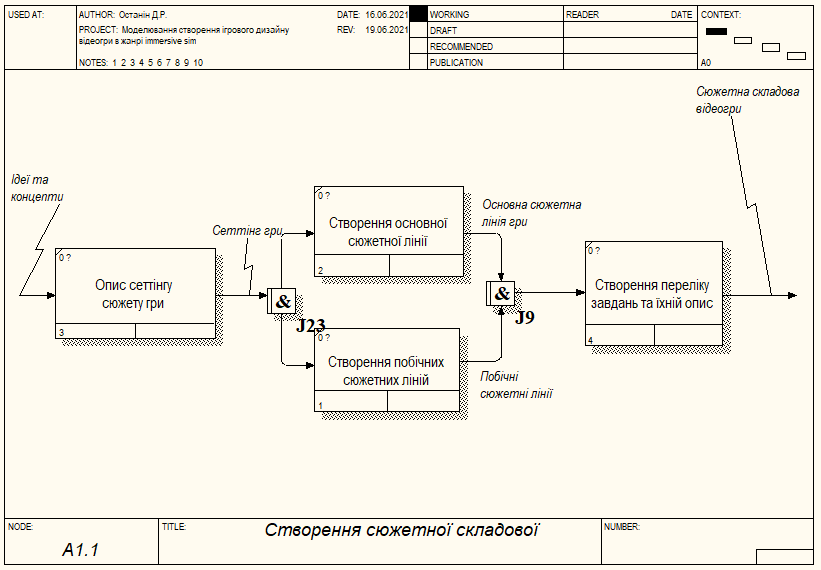 USED AT:
AUTHOR: Останін Д.Р.
DATE: 16.06.2021
PROJECT: Моделювання створення ігрового дизайну
відеогри в жанрі immersive sim
REV: 19.06.2021
NOTES: 1 2 3 4 5 6 7 8 9 10
WORKING
DRAFT
RECOMMENDED
PUBLICATION
READER DATE
CONTEXT:
A0
Сюжетна складова
відеогри
Ідеї та
концепти
0 ?
Опис сеттінгу
сюжету гри
3
Сеттінг гри
&
J23
0 ?
Створення основної
сюжетної лінії
2
0 ?
Створення побічних
сюжетних ліній
1
Основна сюжетна
лінія гри
&
J9
Побічні
сюжетні лінії
0 ?
Створення переліку
завдань та їхній опис
4
NODE:
A1.1
TITLE:
Створення сюжетної складової
NUMBER: